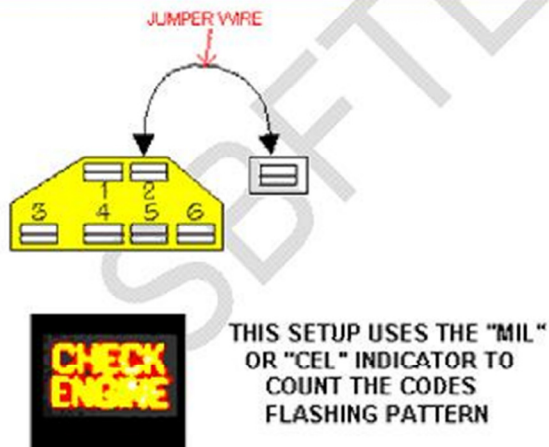 JUMPER WIRE
1 2
3 4 5 6
CHECK
ENGINE
THIS SETUP USES THE "MIL"
OR "CEL" INDICATOR TO
COUNT THE CODES
FLASHING PATTERN